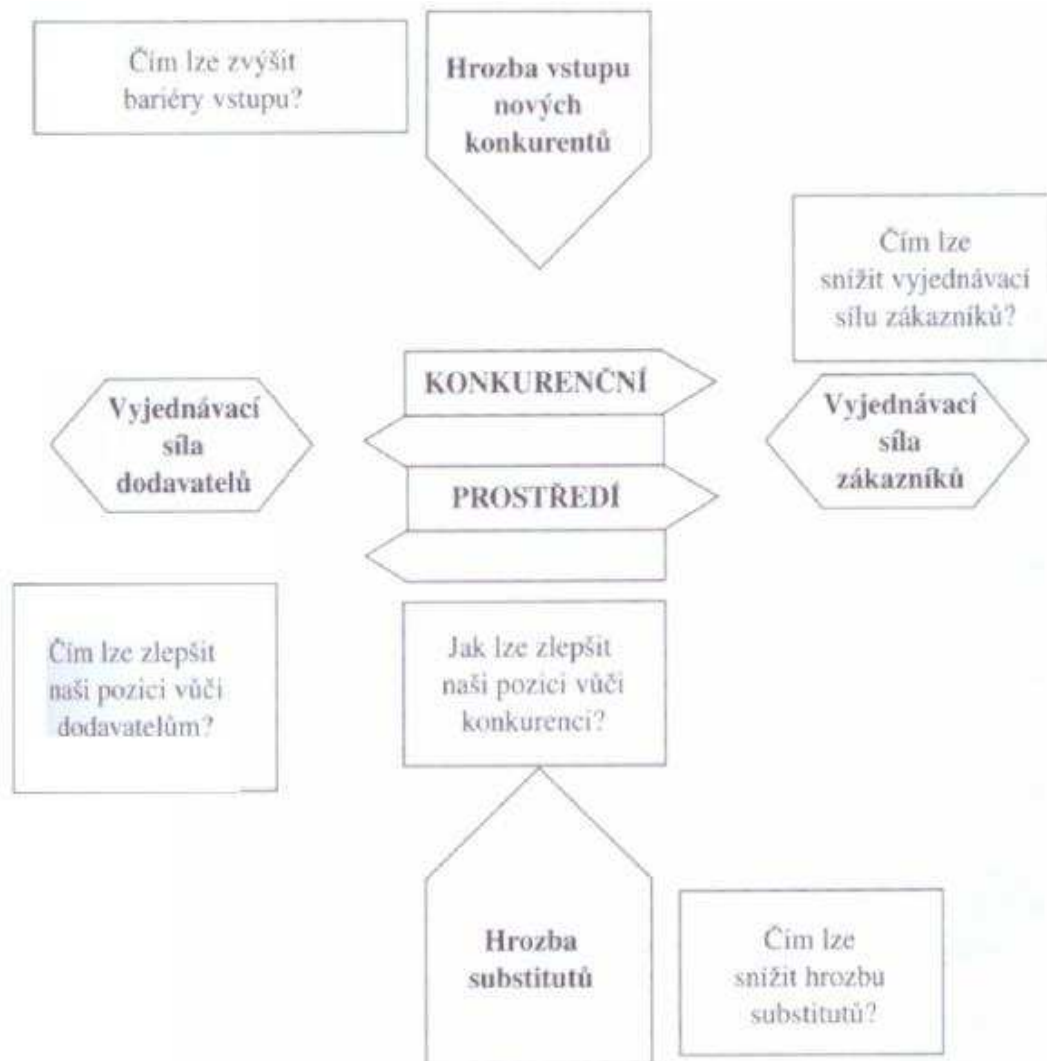 Čím lze zvýšit
bariéry vstupu?
Hrozba vstupu
nových
konkurentů
Čím lze
snížit vyjednávací
sílu zákazníků?
Vyjednávací
síla
dodavatelů
KONKURENČNÍ
PROSTŘEDÍ
Vyjednávací
síla
zákazníků
Čím lze zlepšit
naši pozici vůči
dodavatelům?
Jak lze zlepšit
naši pozici vůči
konkurenci?
Hrozba
substitutů
Čím lze
snížit hrozbu
substitutů?